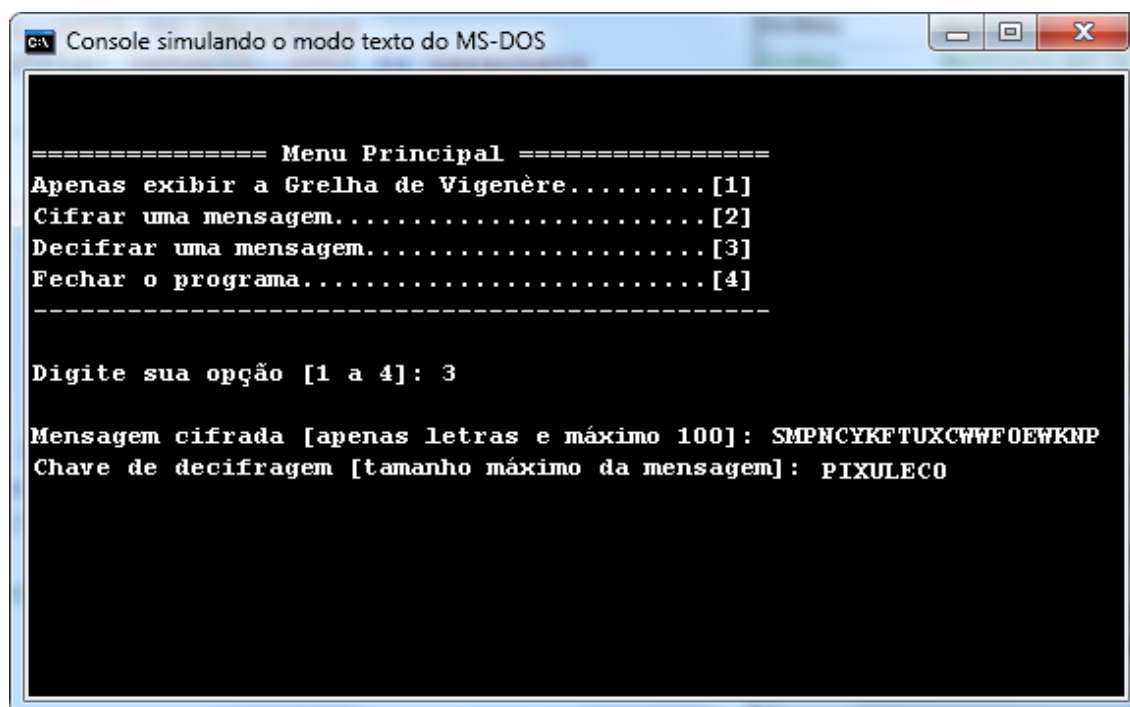 Console simulando o modo texto do MS-DOS
=============== Menu Principal ================
Apenas exibir a Grelha de Vigenère.........[1]
Cifrar uma mensagem........................[2]
Decifrar uma mensagem......................[3]
Fechar o programa..........................[4]
-----------------------------------------------
Digite sua opção [1 a 4]: 3
Mensagem cifrada [apenas letras e máximo 100]: SMPNCYKFTUXCWWFOEWKNP
Chave de decifragem [tamanho máximo da mensagem]: PIXULECO